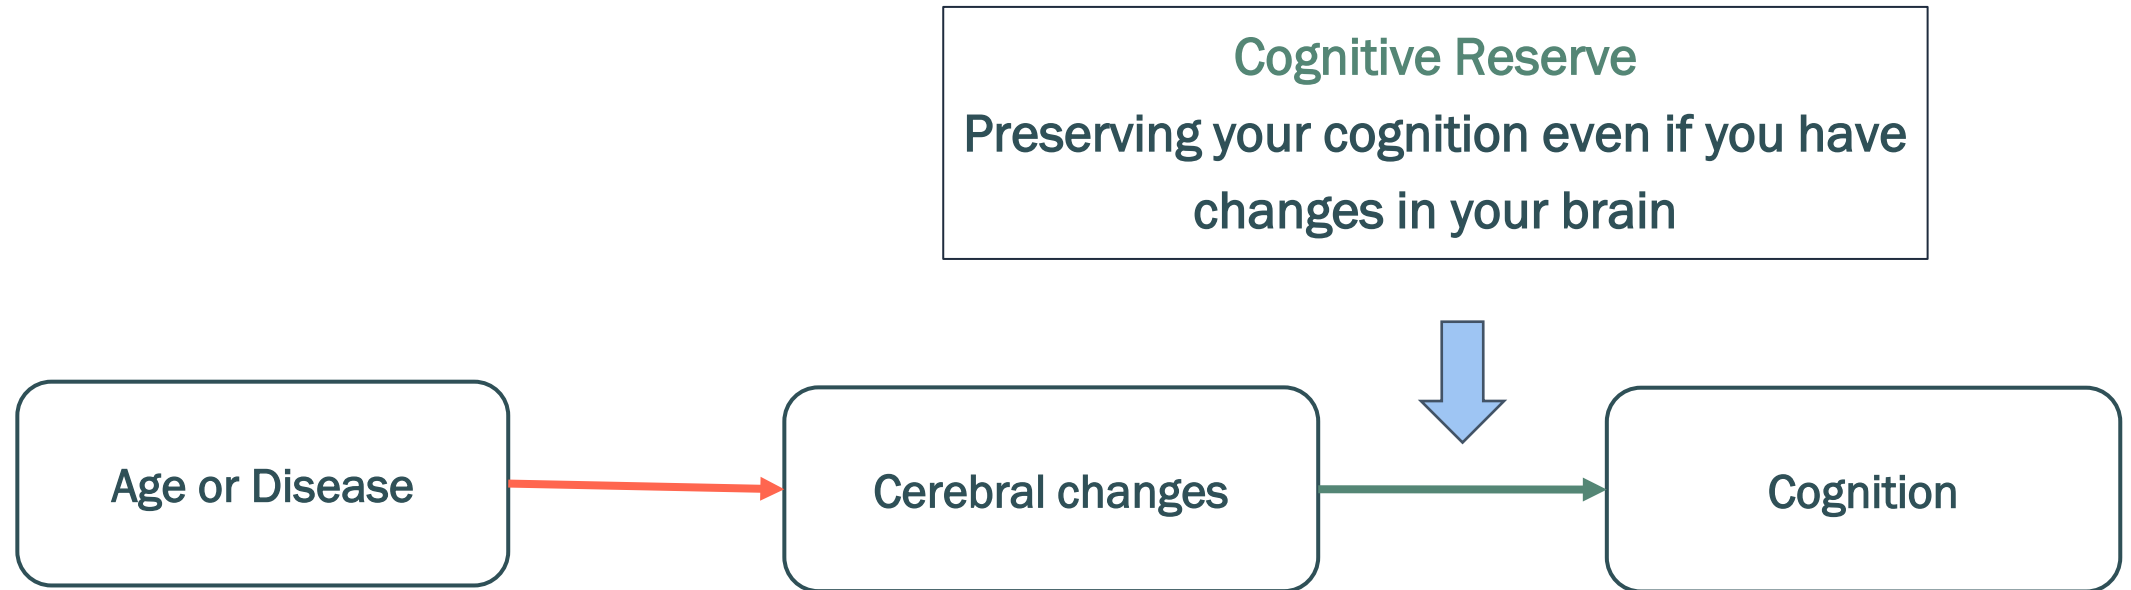 Cognitive Reserve
Preserving your cognition even if you have
changes in your brain
Age or Disease
Cerebral changes
Cognition